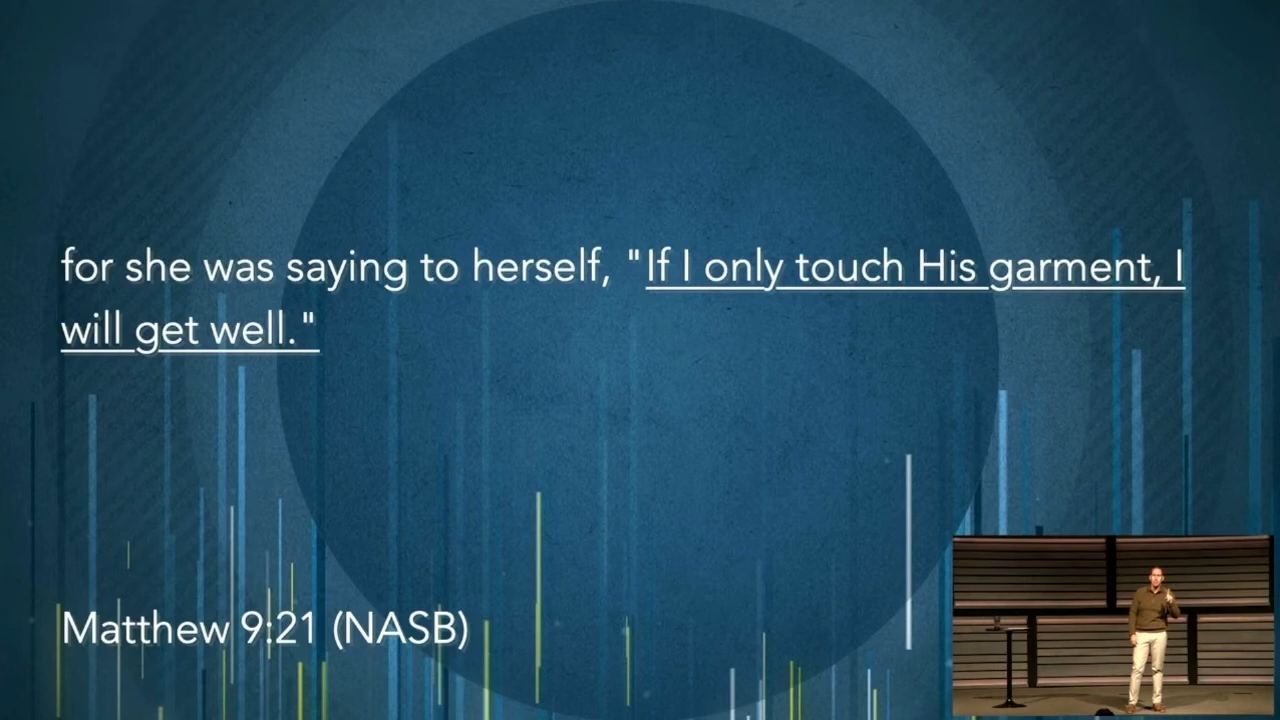 for she was saying to herself, "If I only touch His garment, I
will get well."
Matthew 9:21 (NASB)